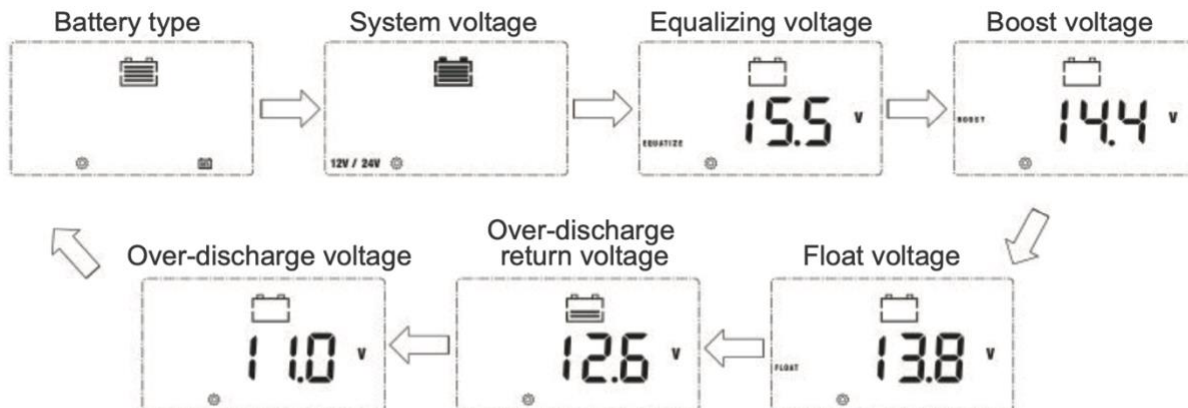 Battery type
System voltage
Equalizing voltage
Boost voltage
12V / 24V
EQUALIZE
15.5 V
BOOST
14.4 V
Over-discharge voltage
Over-discharge
return voltage
Float voltage
11.0 V
12.6 V
FLOAT
13.8 V